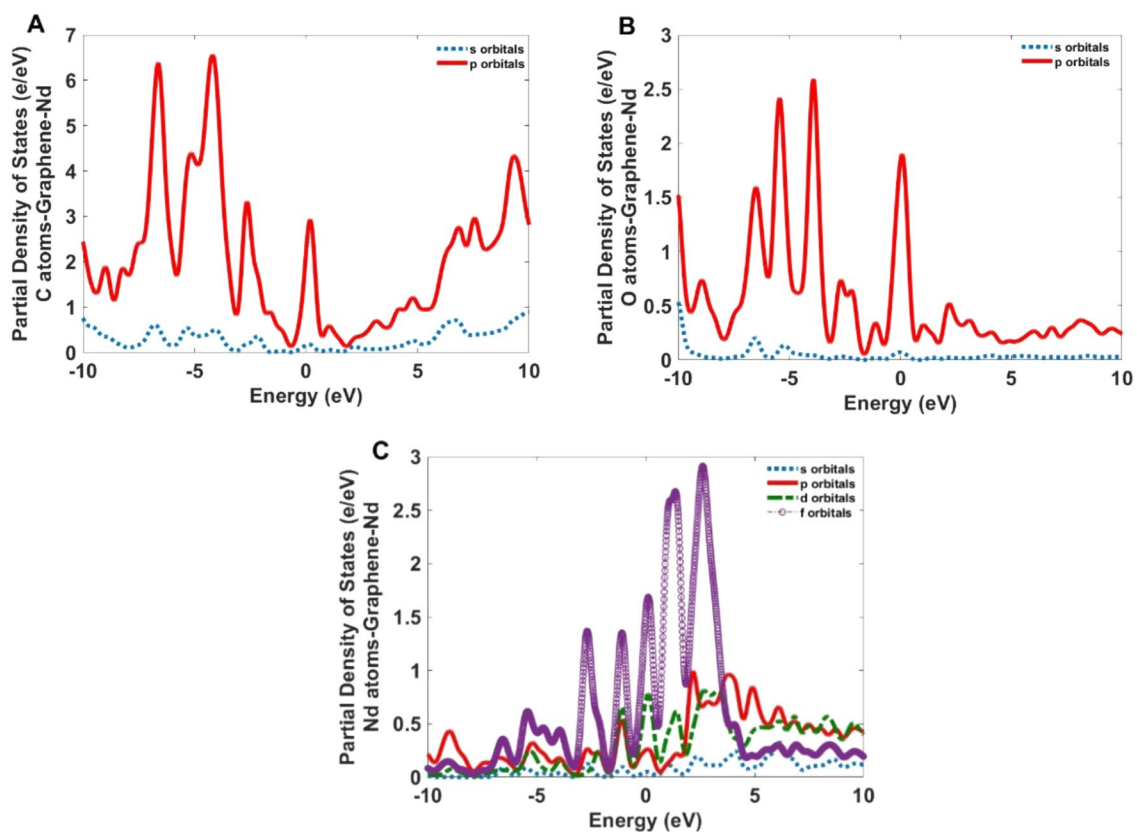 A
Partial Density of States (e/eV)
C atoms-Graphene-Nd
7
6
5
4
3
2
1
0
-10
-5
0
5
10
Energy (eV)
s orbitals
p orbitals
B
Partial Density of States (e/eV)
O atoms-Graphene-Nd
3
2.5
2
1.5
1
0.5
0
-10
-5
0
5
10
Energy (eV)
s orbitals
p orbitals
C
Partial Density of States (e/eV)
Nd atoms-Graphene-Nd
3
2.5
2
1.5
1
0.5
0
-10
-5
0
5
10
Energy (eV)
s orbitals
p orbitals
d orbitals
f orbitals